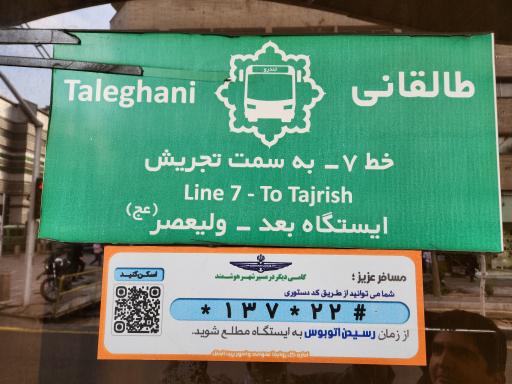 Taleghani
تندرو
طالقانی
خط ۷ - به سمت تجریش
Line 7 - To Tajrish
ایستگاه بعد - ولیعصر (عج)
اسکن کنید
گامی دیگر در مسیر شهر هوشمند
مسافر عزیز؛
شما می توانید از طریق کد دستوری
* ۱۳۷ * ۲۲ #
از زمان رسیدن اتوبوس به ایستگاه مطلع شوید.